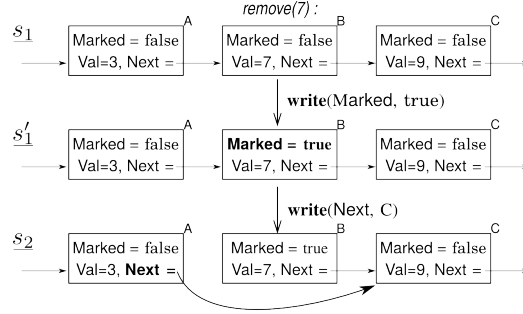 remove(7) :
s₁
A
B
C
Marked = false
Marked = false
Marked = false
Val=3, Next =
Val=7, Next =
Val=9, Next =
write(Marked, true)
s′₁
A
B
C
Marked = false
Marked = true
Marked = false
Val=3, Next =
Val=7, Next =
Val=9, Next =
write(Next, C)
s₂
A
B
C
Marked = false
Marked = true
Marked = false
Val=3, Next =
Val=7, Next =
Val=9, Next =